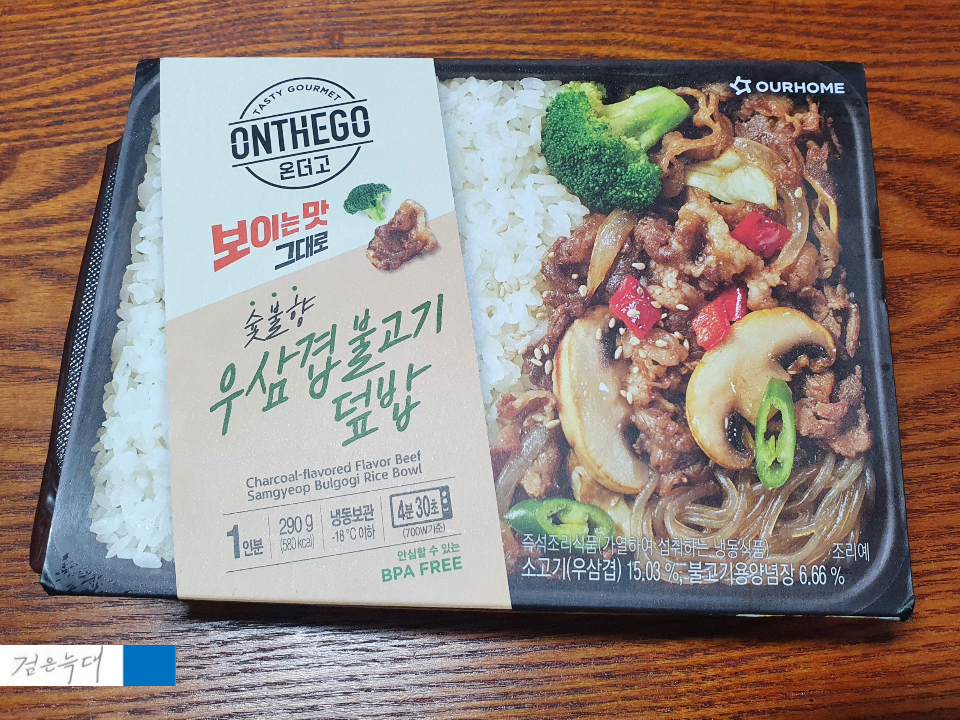 TASTY GOURMET
ONTHEGO
온더고
보이는 맛
그대로
숯불향
우삼겹불고기
덮밥
Charcoal-flavored Flavor Beef
Samgyeop Bulgogi Rice Bowl
1인분
290 g
(580 kcal)
냉동보관
-18 °C 이하
4분 30초
(700W기준)
안심할 수 있는
BPA FREE
OURHOME
즉석조리식품(가열하여 섭취하는 냉동식품)
조리예
소고기(우삼겹) 15.03 %, 불고기용양념장 6.66 %
검은늑대